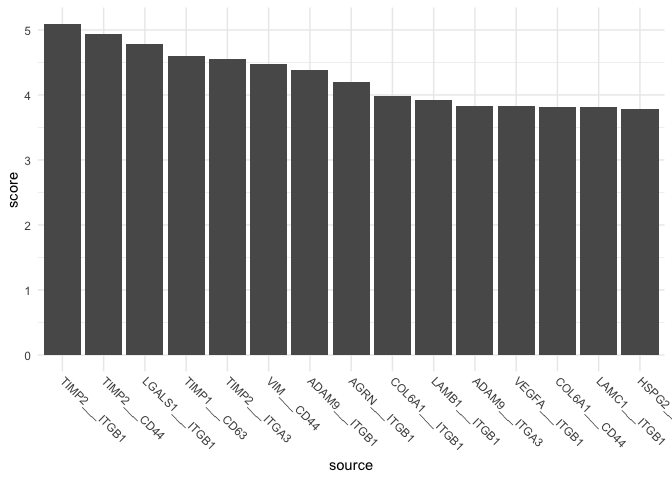 5
4
3
2
1
0
score
TIMP2___ITGB1
TIMP2___CD44
LGALS1___ITGB1
TIMP1___CD63
TIMP2___ITGA3
VIM___CD44
ADAM9___ITGB1
AGRN___ITGB1
COL6A1___ITGB1
LAMB1___ITGB1
ADAM9___ITGA3
VEGFA___ITGB1
COL6A1___CD44
LAMC1___ITGB1
HSPG2_
source